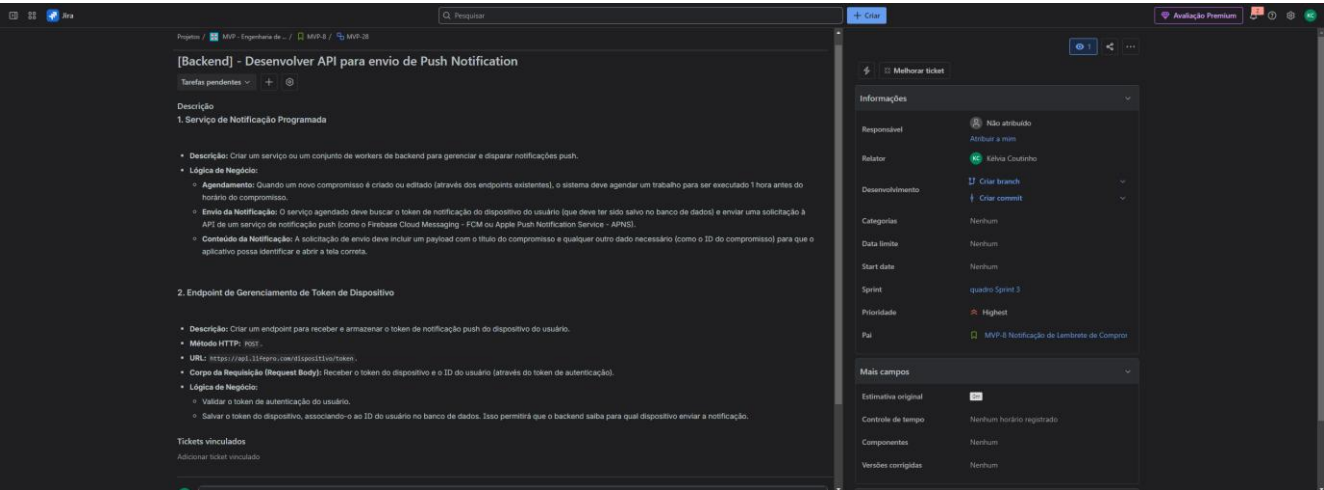 Jira
Pesquisar
+ Criar
Avaliação Premium
KC
Projetos / MVP - Engenharia de ... / MVP-8 / MVP-28
[Backend] - Desenvolver API para envio de Push Notification
Tarefas pendentes
Descrição
1. Serviço de Notificação Programada
• Descrição: Criar um serviço ou um conjunto de workers de backend para gerenciar e disparar notificações push.
• Lógica de Negócio:
◦ Agendamento: Quando um novo compromisso é criado ou editado (através dos endpoints existentes), o sistema deve agendar um trabalho para ser executado 1 hora antes do
horário do compromisso.
◦ Envio da Notificação: O serviço agendado deve buscar o token de notificação do dispositivo do usuário (que deve ter sido salvo no banco de dados) e enviar uma solicitação à
API de um serviço de notificação push (como o Firebase Cloud Messaging - FCM ou Apple Push Notification Service - APNS).
◦ Conteúdo da Notificação: A solicitação de envio deve incluir um payload com o título do compromisso e qualquer outro dado necessário (como o ID do compromisso) para que o
aplicativo possa identificar e abrir a tela correta.
2. Endpoint de Gerenciamento de Token de Dispositivo
• Descrição: Criar um endpoint para receber e armazenar o token de notificação push do dispositivo do usuário.
• Método HTTP: POST.
• URL: https://api.lifepro.com/dispositivo/token.
• Corpo da Requisição (Request Body): Receber o token do dispositivo e o ID do usuário (através do token de autenticação).
• Lógica de Negócio:
◦ Validar o token de autenticação do usuário.
◦ Salvar o token do dispositivo, associando-o ao ID do usuário no banco de dados. Isso permitirá que o backend saiba para qual dispositivo enviar a notificação.
Tickets vinculados
Adicionar ticket vinculado
1
Melhorar ticket
Informações
Responsável
Não atribuído
Atribuir a mim
Relator
KC Kélvia Coutinho
Desenvolvimento
Criar branch
Criar commit
Categorias
Nenhum
Data limite
Nenhum
Start date
Nenhum
Sprint
quadro Sprint 3
Prioridade
Highest
Pai
MVP-8 Notificação de Lembrete de Compror
Mais campos
Estimativa original
Controle de tempo
Nenhum horário registrado
Componentes
Nenhum
Versões corrigidas
Nenhum